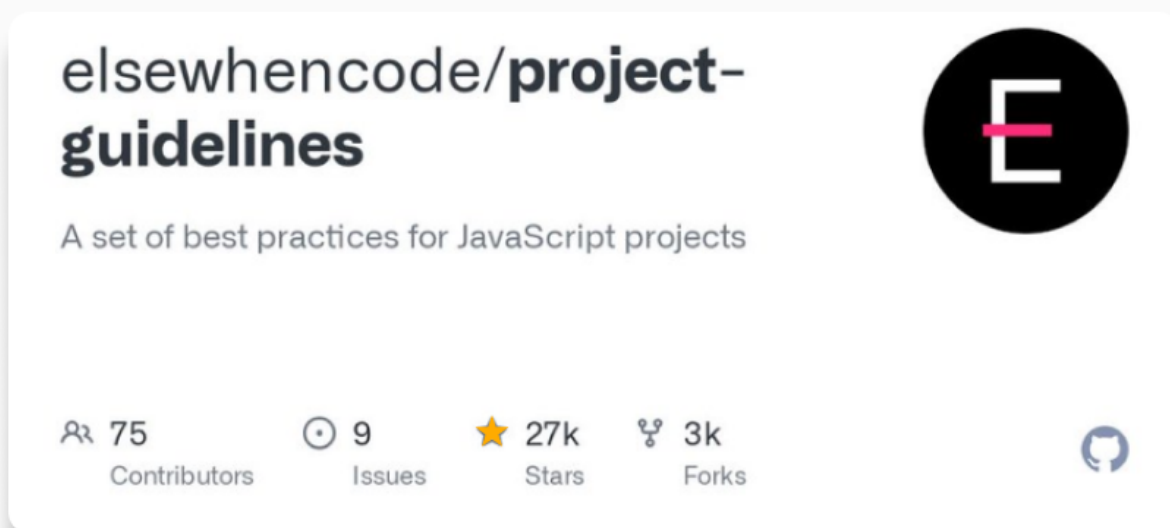 elsewhencode/project-
guidelines
A set of best practices for JavaScript projects
E
75
Contributors
9
Issues
27k
Stars
3k
Forks